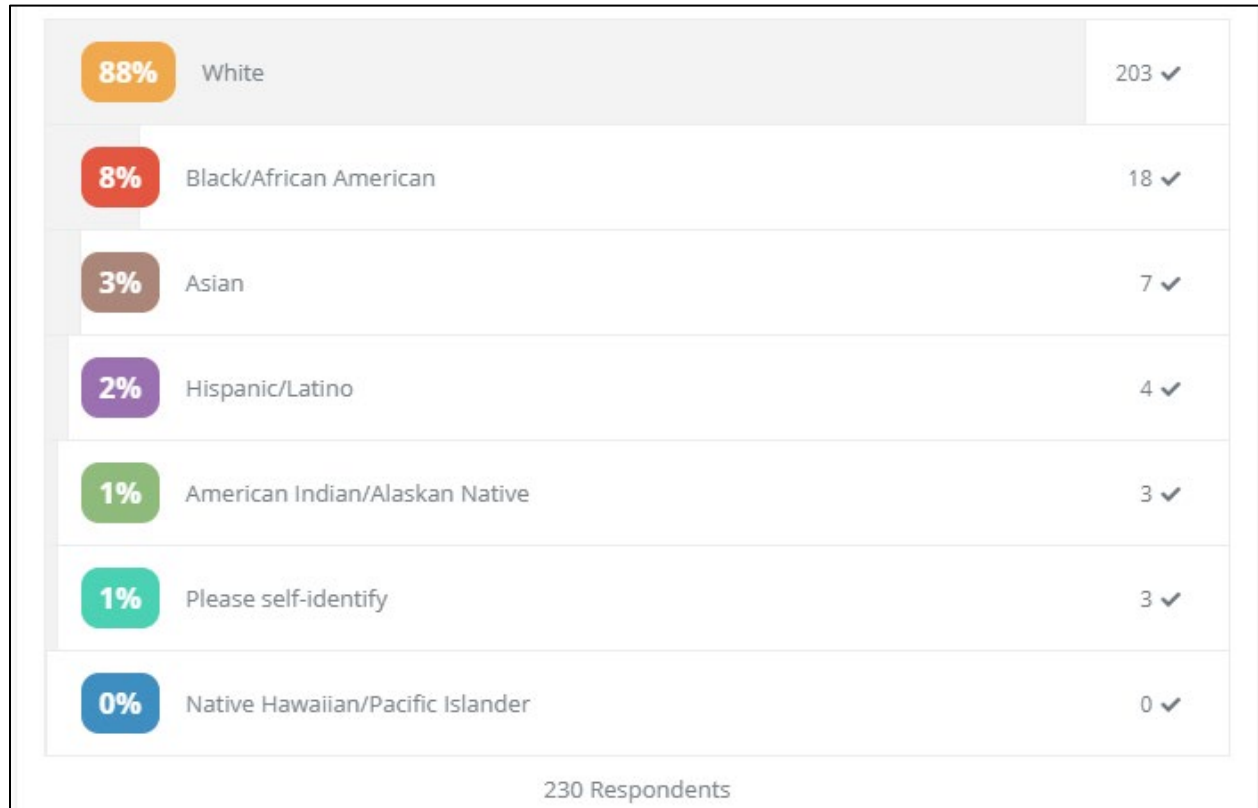 88% White 203
8% Black/African American 18
3% Asian 7
2% Hispanic/Latino 4
1% American Indian/Alaskan Native 3
1% Please self-identify 3
0% Native Hawaiian/Pacific Islander 0
230 Respondents